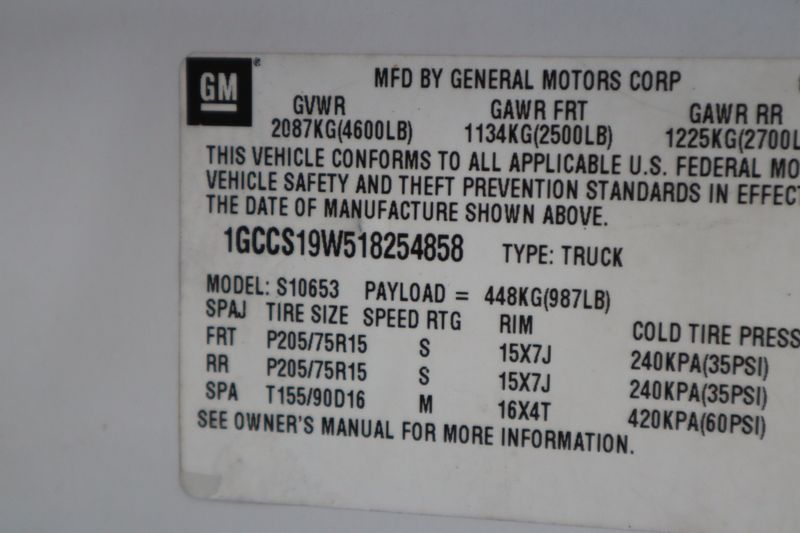 GM ®
MFD BY GENERAL MOTORS CORP
GVWR GAWR FRT GAWR RR
2087KG(4600LB) 1134KG(2500LB) 1225KG(2700L
THIS VEHICLE CONFORMS TO ALL APPLICABLE U.S. FEDERAL MO
VEHICLE SAFETY AND THEFT PREVENTION STANDARDS IN EFFECT
THE DATE OF MANUFACTURE SHOWN ABOVE.
1GCCS19W518254858 TYPE: TRUCK
MODEL: S10653 PAYLOAD = 448KG(987LB)
SPAJ TIRE SIZE SPEED RTG RIM COLD TIRE PRESS
FRT P205/75R15 S 15X7J 240KPA(35PSI)
RR P205/75R15 S 15X7J 240KPA(35PSI)
SPA T155/90D16 M 16X4T 420KPA(60PSI)
SEE OWNER'S MANUAL FOR MORE INFORMATION.